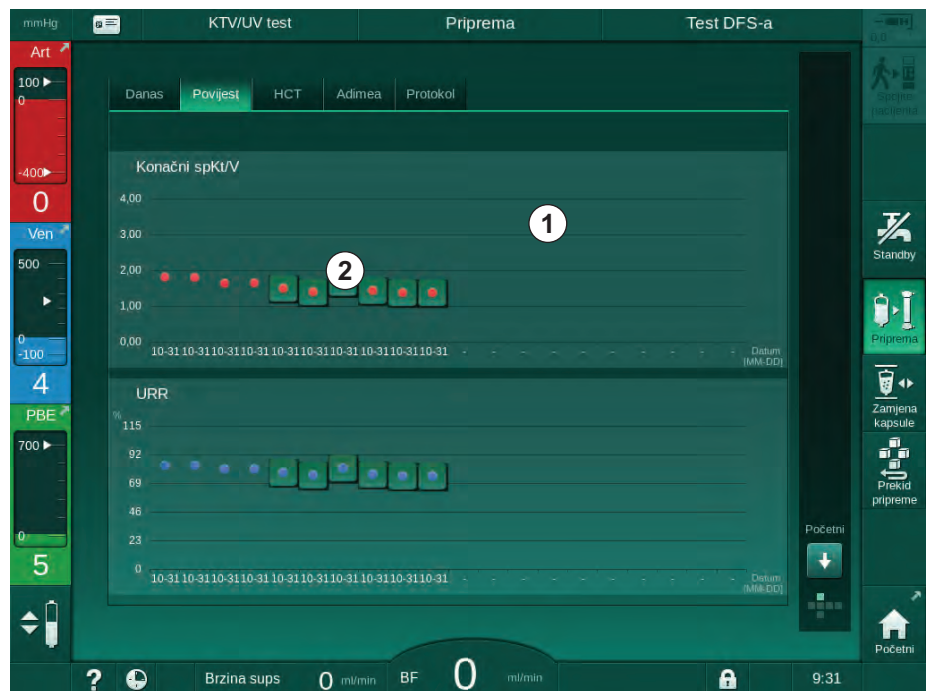 mmHg
KTV/UV test
Priprema
Test DFS-a
0,0
Art
100
0
-400
0
Ven
500
0
-100
4
PBE
700
0
5
Danas
Povijest
HCT
Adimea
Protokol
Konačni spKt/V
4,00
3,00
2,00
1,00
0,00
10-31 10-31 10-31 10-31 10-31 10-31 10-31 10-31 10-31 10-31 - - - - - - - - - Datum
[MM-DD]
1
2
URR
%
115
92
69
46
23
0
10-31 10-31 10-31 10-31 10-31 10-31 10-31 10-31 10-31 10-31 - - - - - - - - - Datum
[MM-DD]
Početni
Spojen
pacijenta
Standby
Priprema
Zamjena
kapsule
Prekid
pripreme
Početni
?
Brzina sups
0 ml/min
BF
0 ml/min
9:31